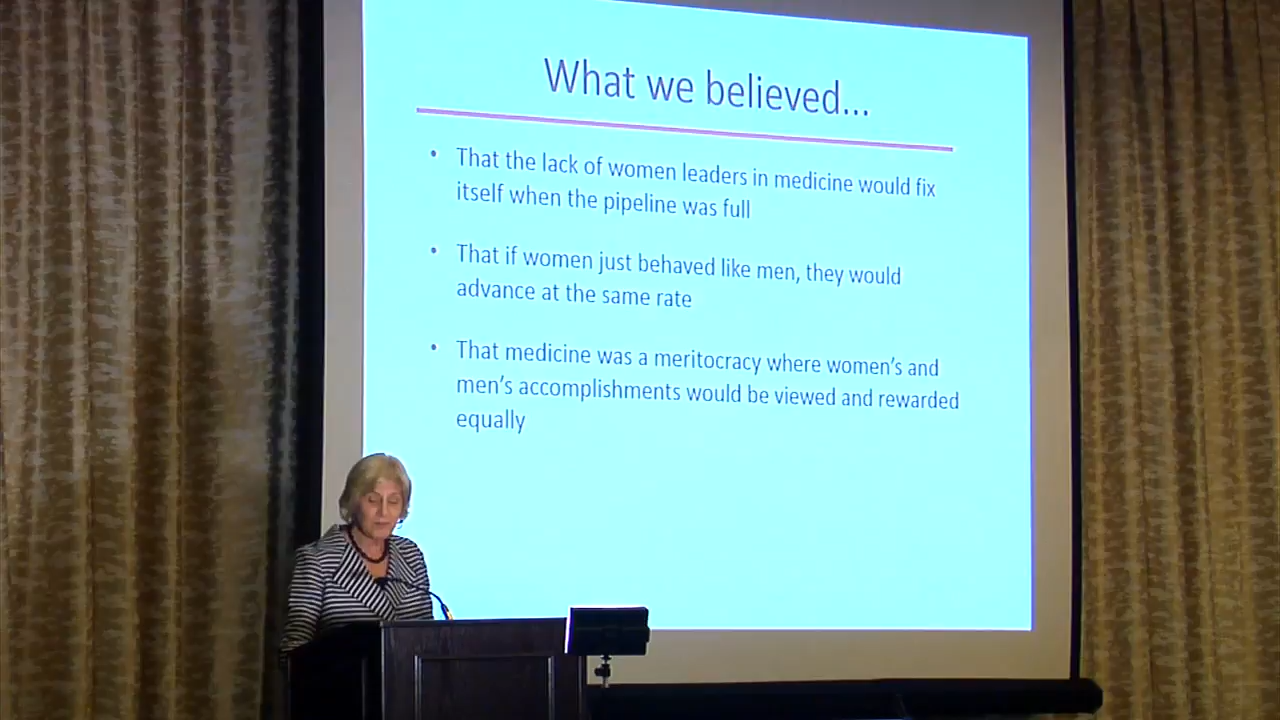 What we believed...
• That the lack of women leaders in medicine would fix
itself when the pipeline was full
• That if women just behaved like men, they would
advance at the same rate
• That medicine was a meritocracy where women's and
men's accomplishments would be viewed and rewarded
equally